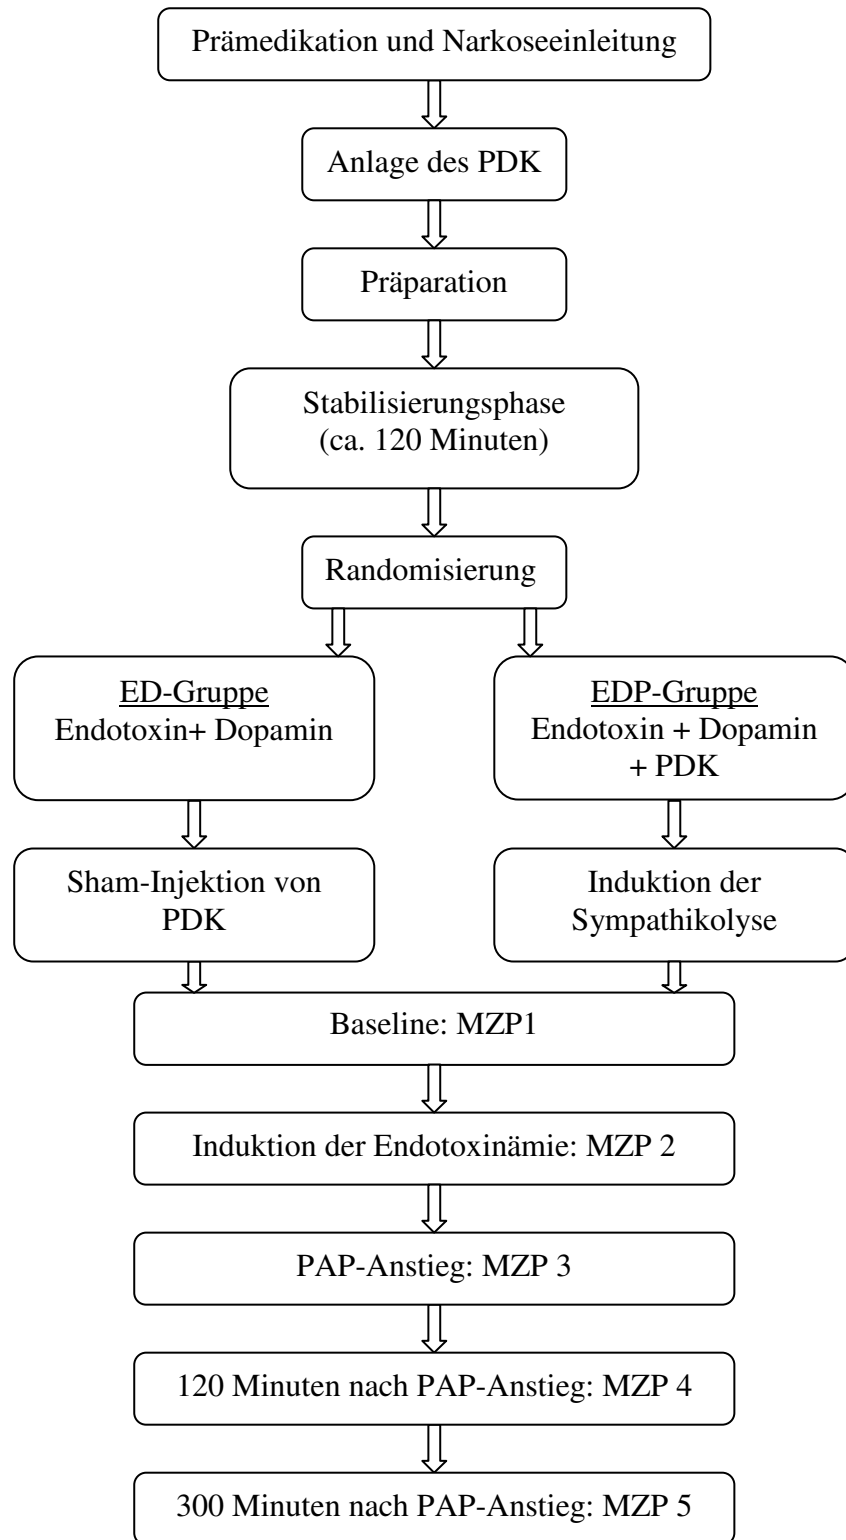 Prämedikation und Narkoseeinleitung
Anlage des PDK
Präparation
Stabilisierungsphase
(ca. 120 Minuten)
Randomisierung
ED-Gruppe
Endotoxin+ Dopamin
EDP-Gruppe
Endotoxin + Dopamin
+ PDK
Sham-Injektion von
PDK
Induktion der
Sympathikolyse
Baseline: MZP1
Induktion der Endotoxinämie: MZP 2
PAP-Anstieg: MZP 3
120 Minuten nach PAP-Anstieg: MZP 4
300 Minuten nach PAP-Anstieg: MZP 5